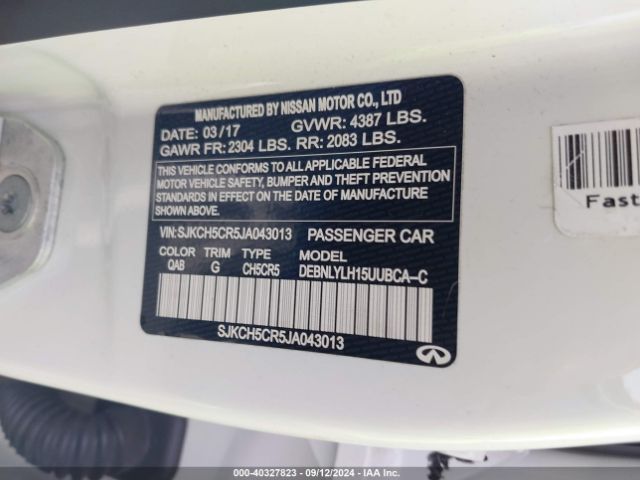 MANUFACTURED BY NISSAN MOTOR CO., LTD
DATE: 03/17 GVWR: 4387 LBS.
GAWR FR: 2304 LBS. RR: 2083 LBS.
THIS VEHICLE CONFORMS TO ALL APPLICABLE FEDERAL
MOTOR VEHICLE SAFETY, BUMPER AND THEFT PREVENTION
STANDARDS IN EFFECT ON THE DATE OF MANUFACTURE
SHOWN ABOVE.
VIN: SJKCH5CR5JA043013 PASSENGER CAR
COLOR TRIM TYPE MODEL
QAB G CH5CR5 DEBNLYLH15UUBCA-C
SJKCH5CR5JA043013
Fast
000-40327823 - 09/12/2024 - IAA Inc.